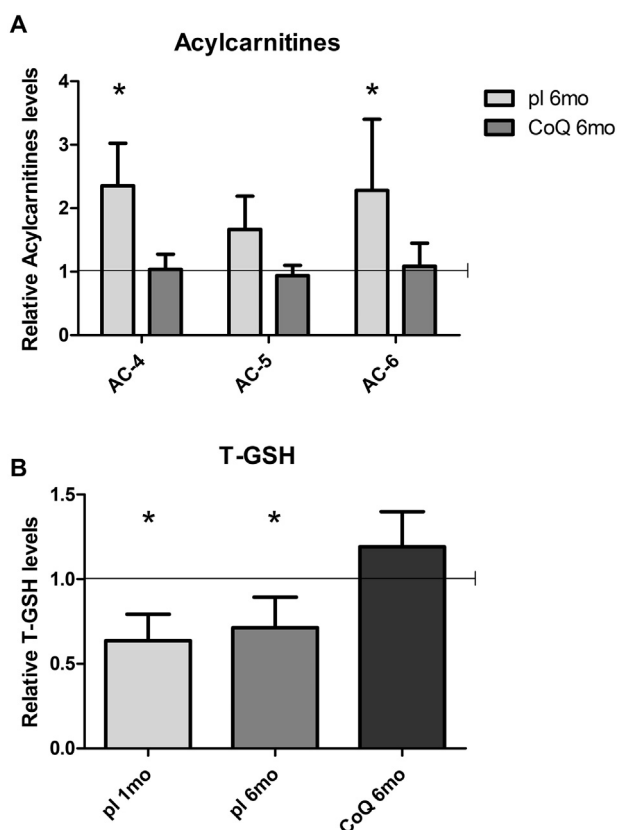 A
Acylcarnitines
Relative Acylcarnitines levels
4
3
2
1
0
* *
AC-4 AC-5 AC-6
pl 6mo
CoQ 6mo
B
T-GSH
Relative T-GSH levels
1.5
1.0
0.5
0.0
* *
pl 1mo pl 6mo CoQ 6mo